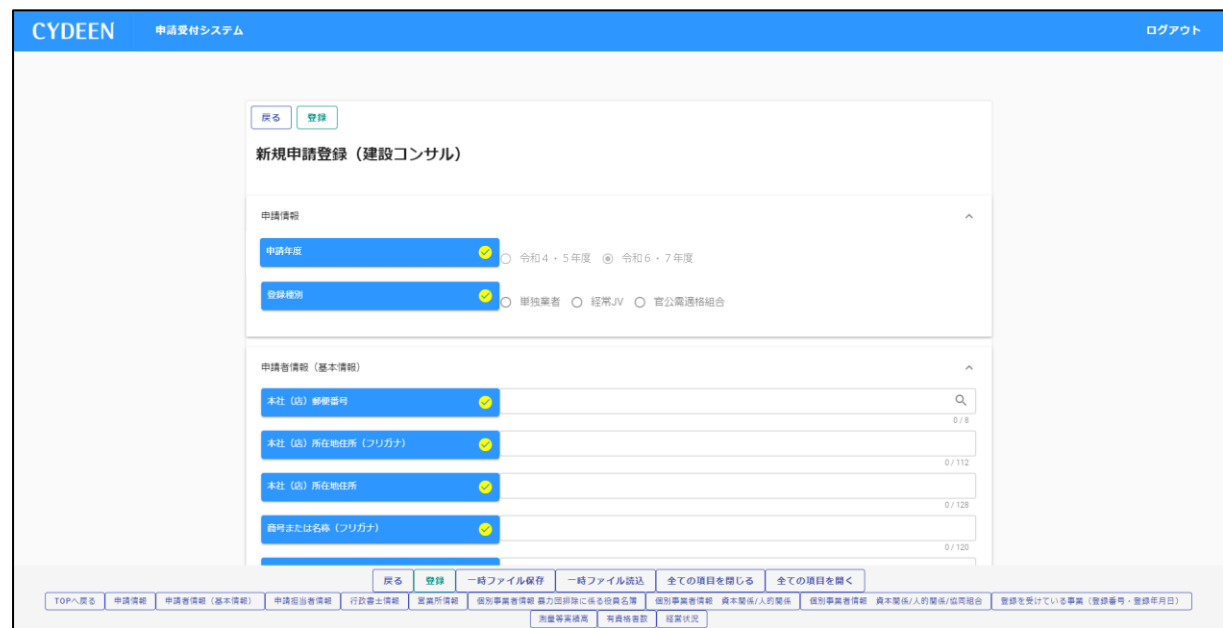 CYDEEN 申請受付システム ログアウト
戻る 登録
新規申請登録（建設コンサル）
申請情報
申請年度 令和４・５年度 令和６・７年度
登録種別 単独業者 経常JV 官公需適格組合
申請者情報（基本情報）
本社（店）郵便番号
0 / 8
本社（店）所在地住所（フリガナ）
0 / 112
本社（店）所在地住所
0 / 128
商号または名称（フリガナ）
0 / 120
戻る 登録 一時ファイル保存 一時ファイル読込 全ての項目を閉じる 全ての項目を開く
TOPへ戻る 申請情報 申請者情報（基本情報） 申請担当者情報 行政書士情報 営業所情報 個別事業者情報 暴力団排除に係る役員名簿 個別事業者情報 資本関係/人的関係 個別事業者情報 資本関係/人的関係/協同組合 登録を受けている事業（登録番号・登録年月日）
測量等実績高 有資格者数 経営状況